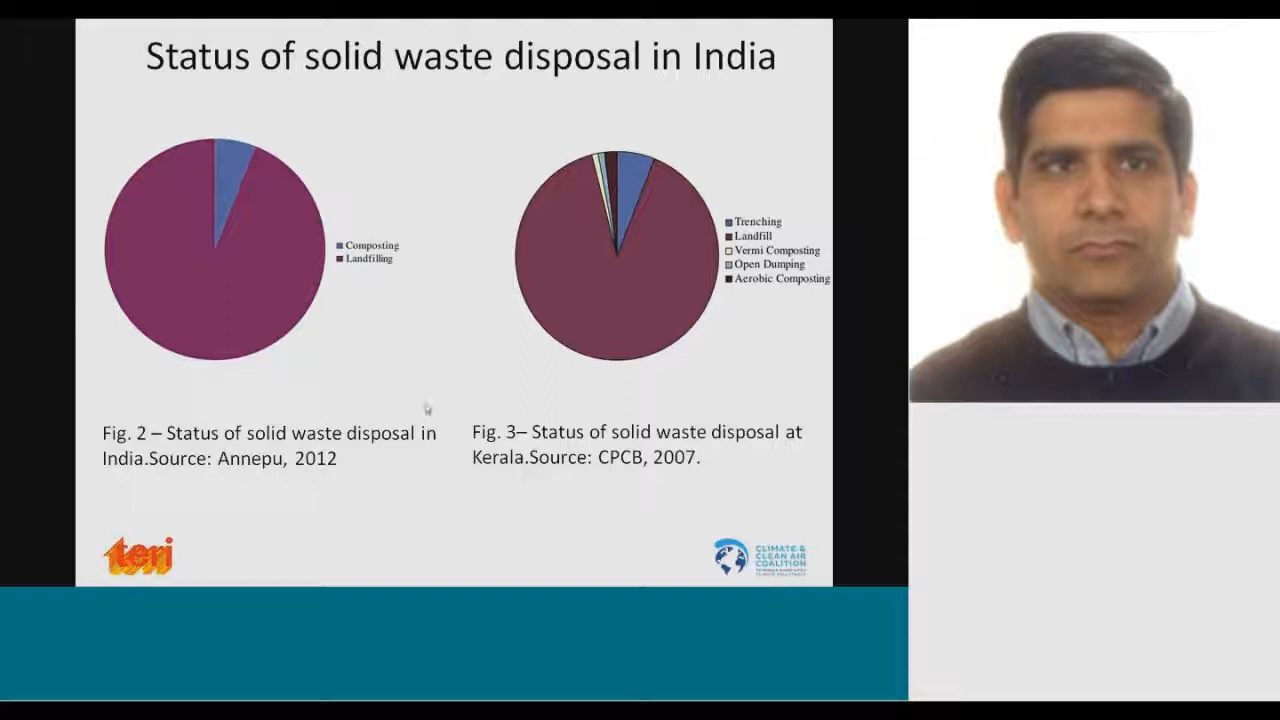 Status of solid waste disposal in India
Composting
Landfilling
Trenching
Landfill
Vermi Composting
Open Dumping
Aerobic Composting
Fig. 2 – Status of solid waste disposal in
India.Source: Annepu, 2012
Fig. 3– Status of solid waste disposal at
Kerala.Source: CPCB, 2007.
teri
CLIMATE &
CLEAN AIR
COALITION